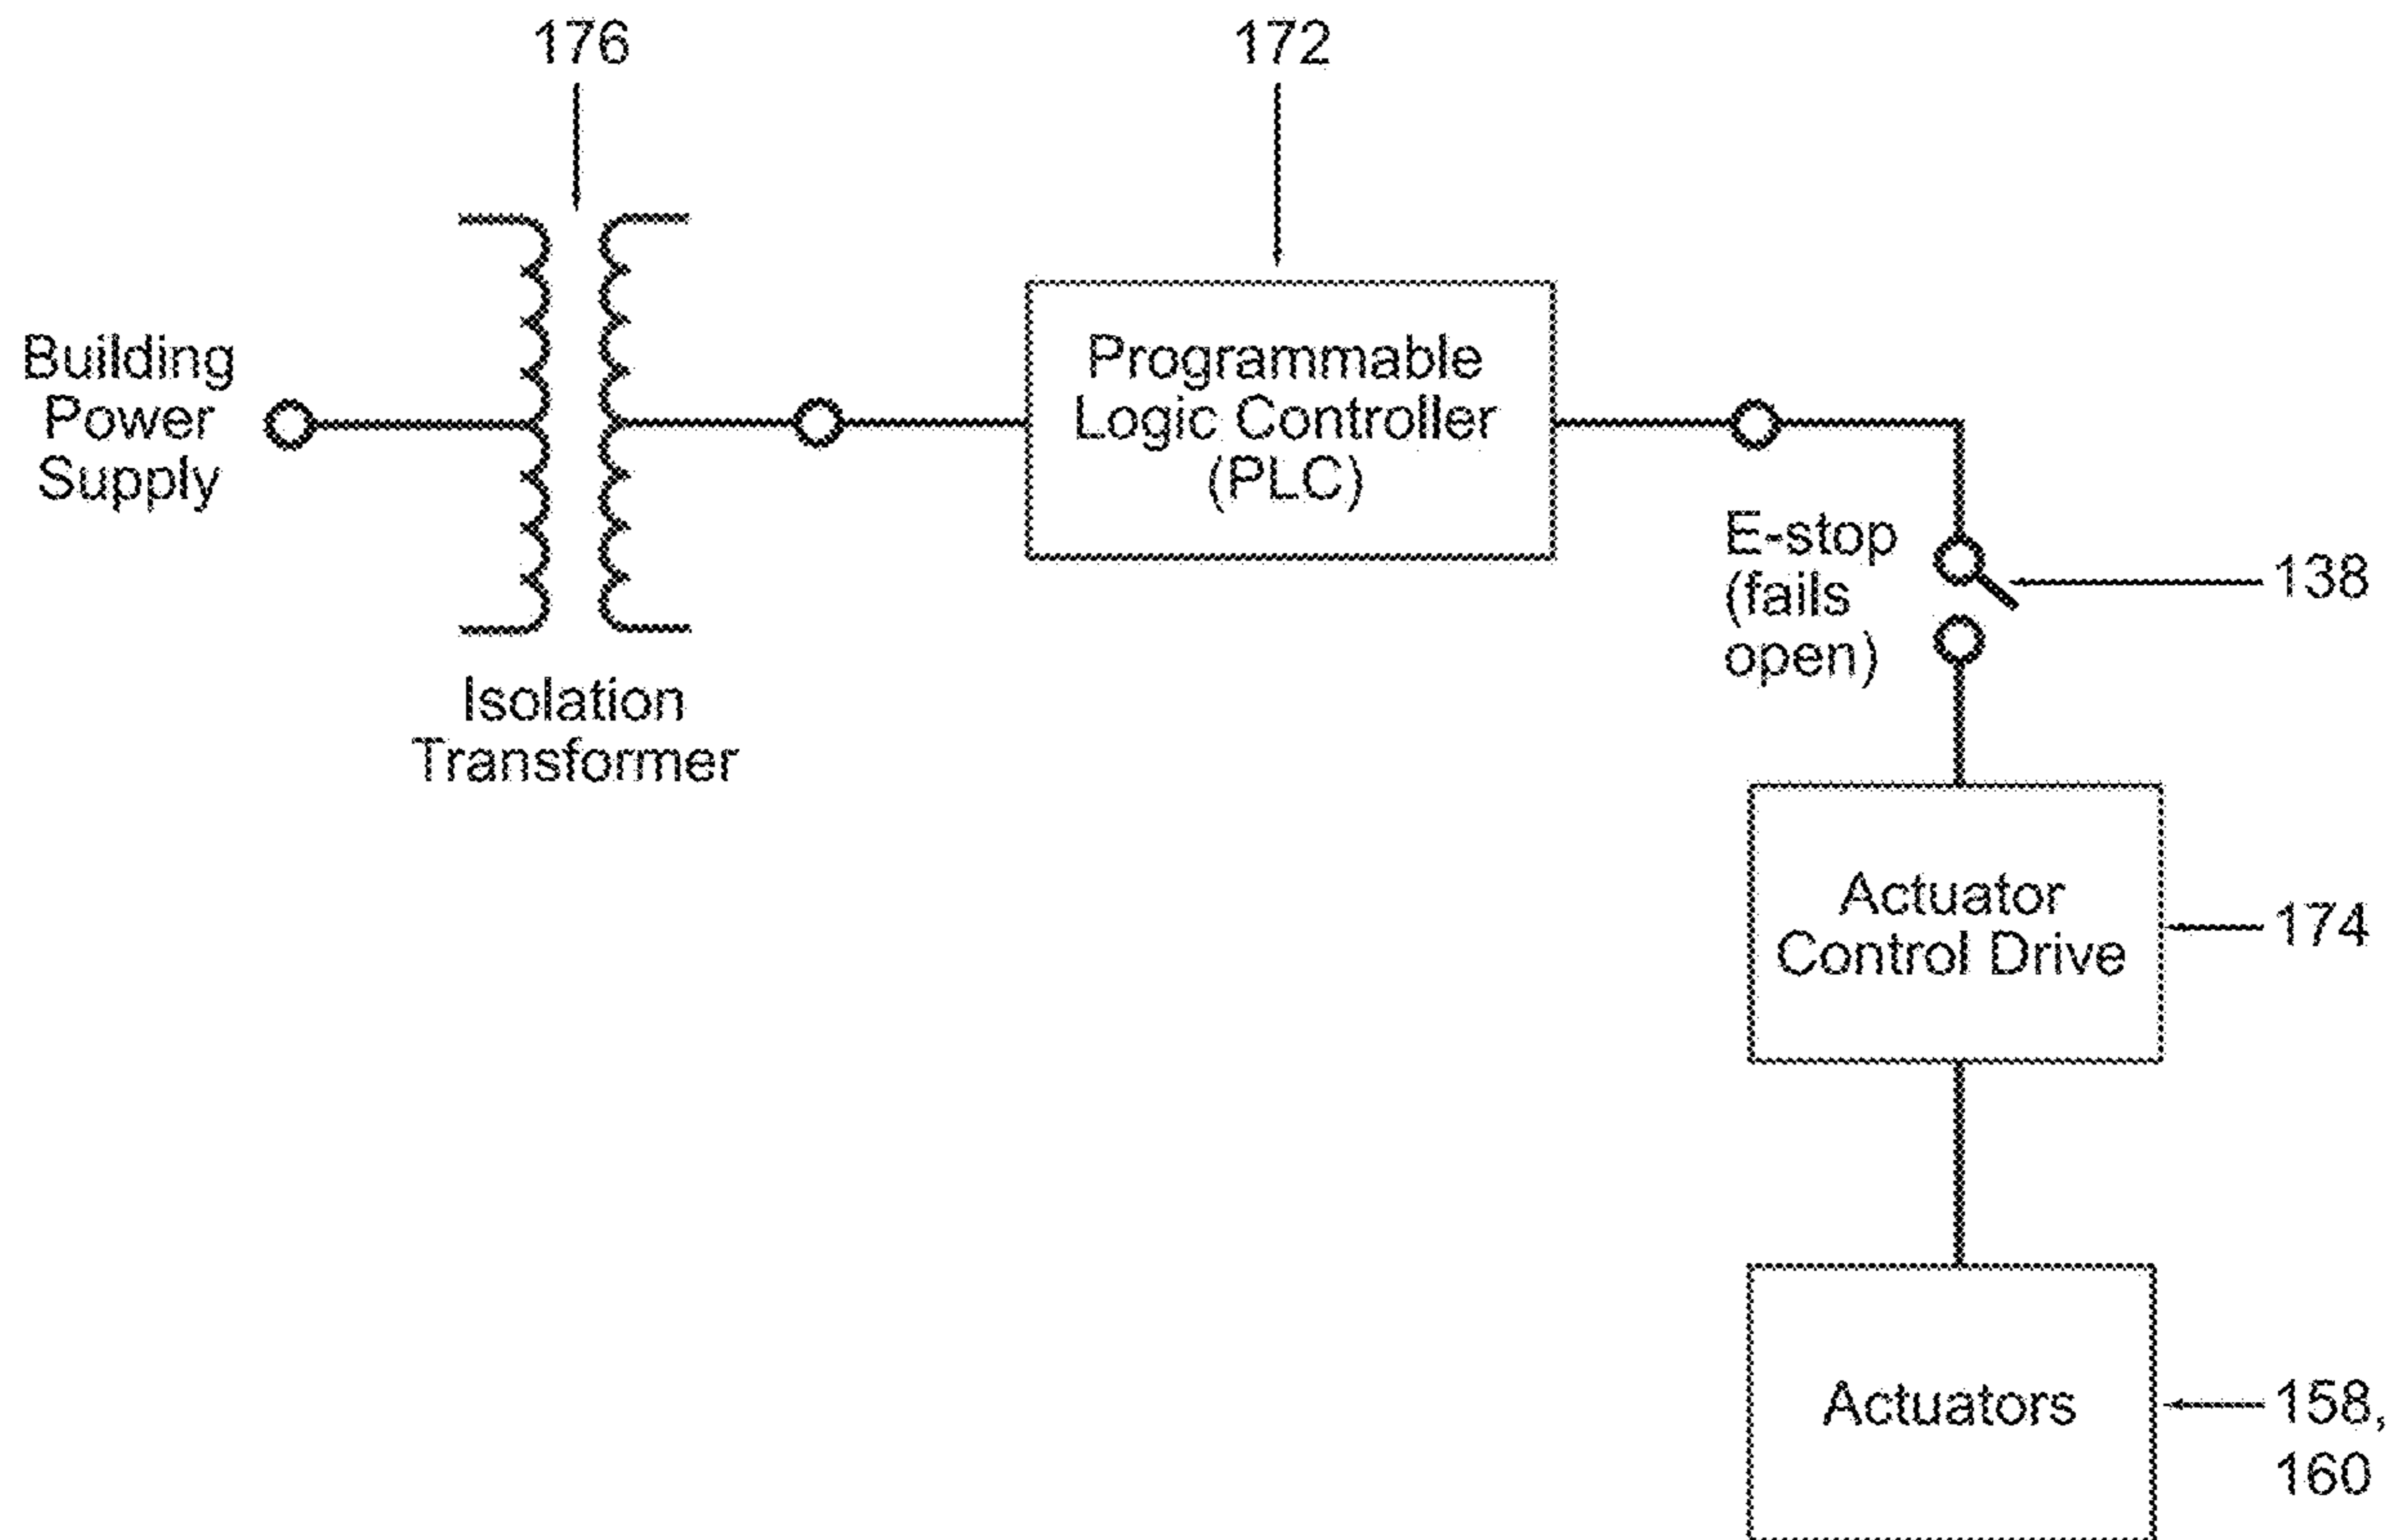 176
172
Building
Power
Supply
Programmable
Logic Controller
(PLC)
E-stop
(fails
open)
138
Isolation
Transformer
Actuator
Control Drive
174
Actuators
158,
160